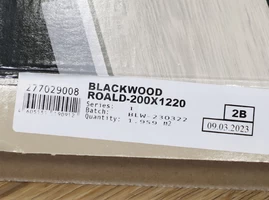 277029008
BLACKWOOD
ROALD-200X1220
Series: 1
Batch: BLW-230322
Quantity: 1.959 M2
2B
09.03.2023